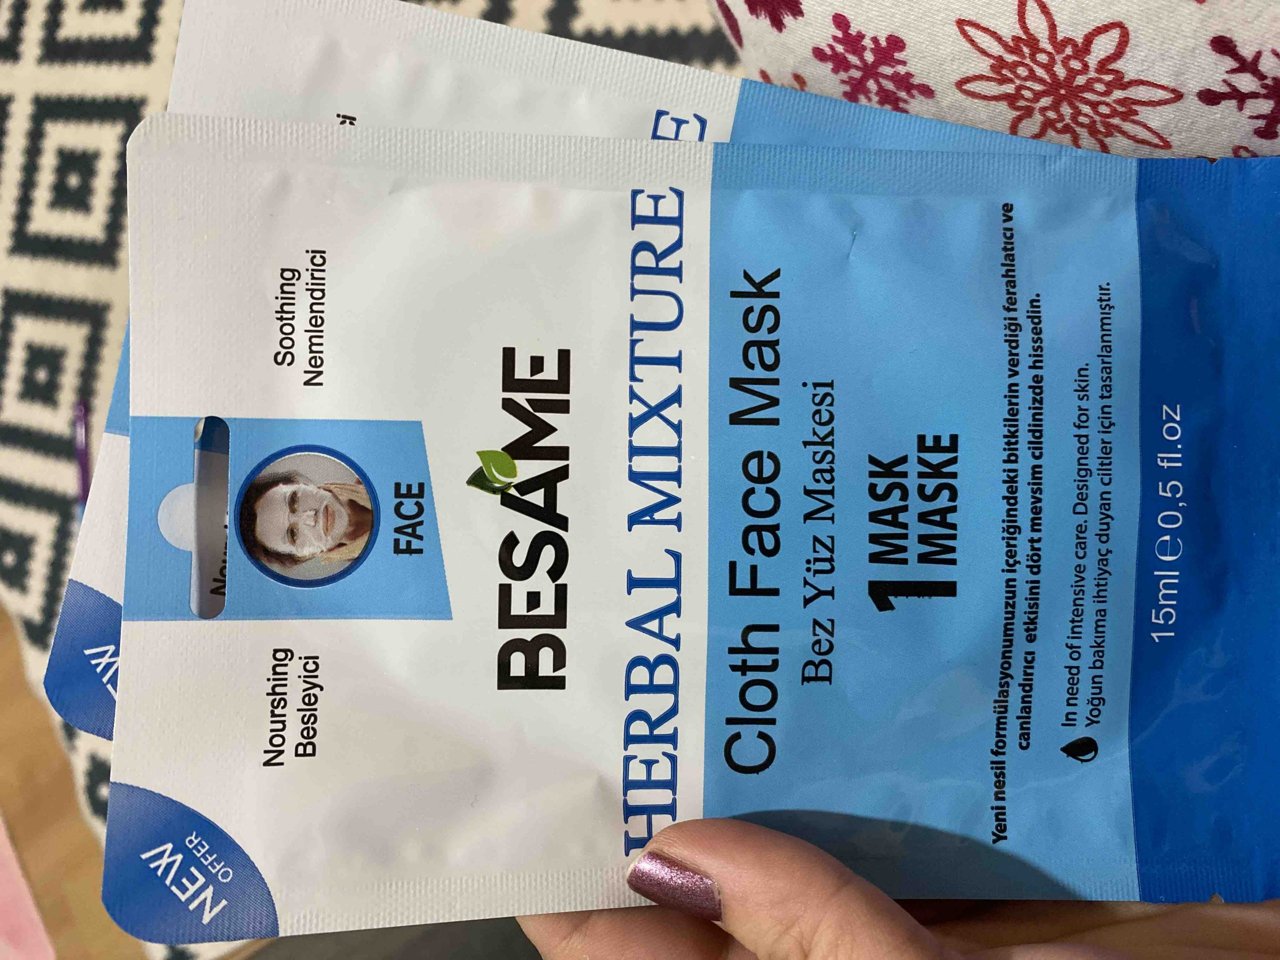 NEW
OFFER
Nourshing
Besleyici
Soothing
Nemlendirici
FACE
BESAME
HERBAL MIXTURE
Cloth Face Mask
Bez Yüz Maskesi
1 MASK
1 MASKE
Yeni nesil formülasyonumuzun içeriğindeki bitkilerin verdiği ferahlatıcı ve
canlandırıcı etkisini dört mevsim cildinizde hissedin.
In need of intensive care. Designed for skin.
Yoğun bakıma ihtiyaç duyan ciltler için tasarlanmıştır.
15ml e 0,5 fl.oz